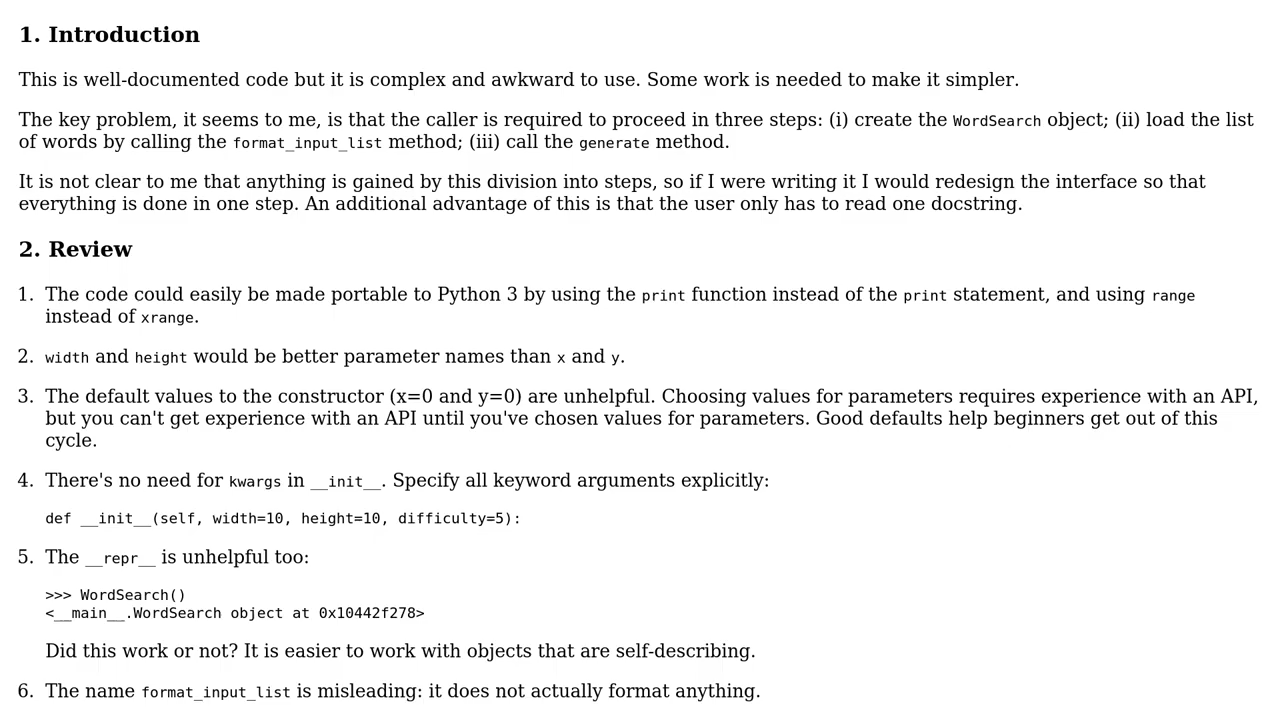 1. Introduction
This is well-documented code but it is complex and awkward to use. Some work is needed to make it simpler.
The key problem, it seems to me, is that the caller is required to proceed in three steps: (i) create the WordSearch object; (ii) load the list
of words by calling the format_input_list method; (iii) call the generate method.
It is not clear to me that anything is gained by this division into steps, so if I were writing it I would redesign the interface so that
everything is done in one step. An additional advantage of this is that the user only has to read one docstring.
2. Review
1. The code could easily be made portable to Python 3 by using the print function instead of the print statement, and using range
instead of xrange.
2. width and height would be better parameter names than x and y.
3. The default values to the constructor (x=0 and y=0) are unhelpful. Choosing values for parameters requires experience with an API,
but you can't get experience with an API until you've chosen values for parameters. Good defaults help beginners get out of this
cycle.
4. There's no need for kwargs in __init__. Specify all keyword arguments explicitly:
def __init__(self, width=10, height=10, difficulty=5):
5. The __repr__ is unhelpful too:
>>> WordSearch()
<__main__.WordSearch object at 0x10442f278>
Did this work or not? It is easier to work with objects that are self-describing.
6. The name format_input_list is misleading: it does not actually format anything.